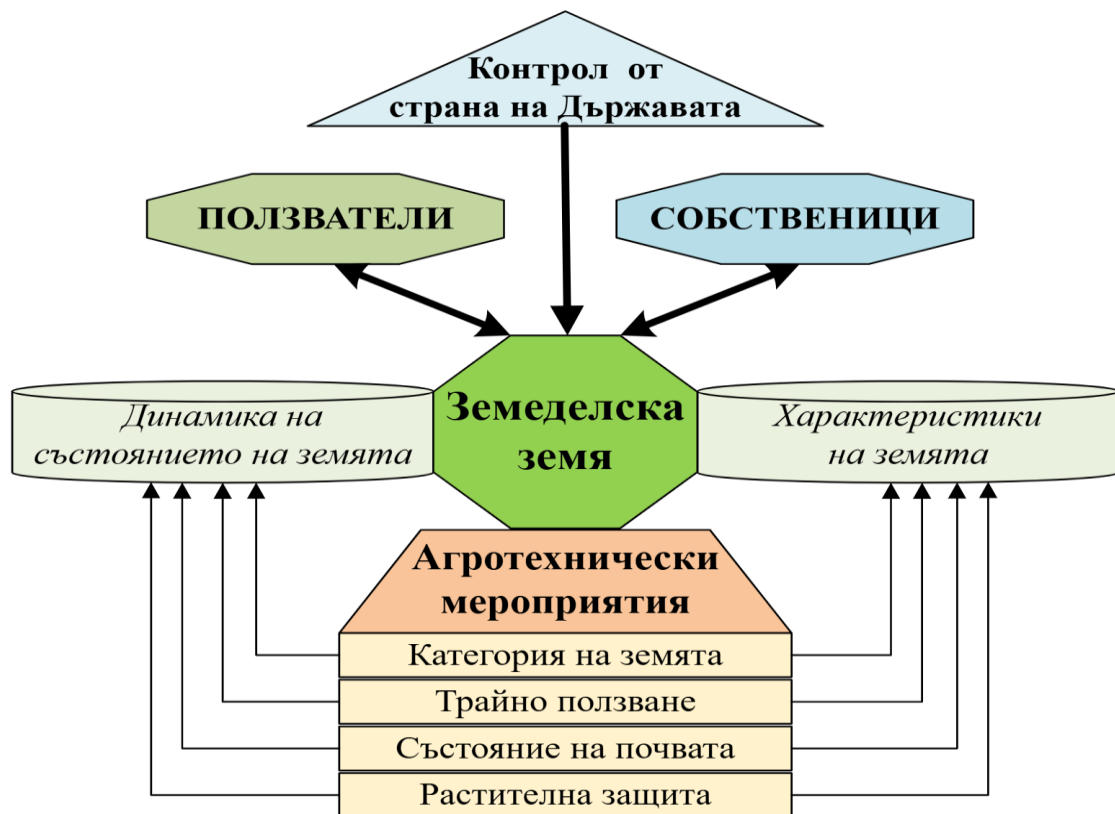 Контрол от
страна на Държавата
ПОЛЗВАТЕЛИ
СОБСТВЕНИЦИ
Земеделска
земя
Динамика на
състоянието на земята
Характеристики
на земята
Агротехнически
мероприятия
Категория на земята
Трайно ползване
Състояние на почвата
Растителна защита